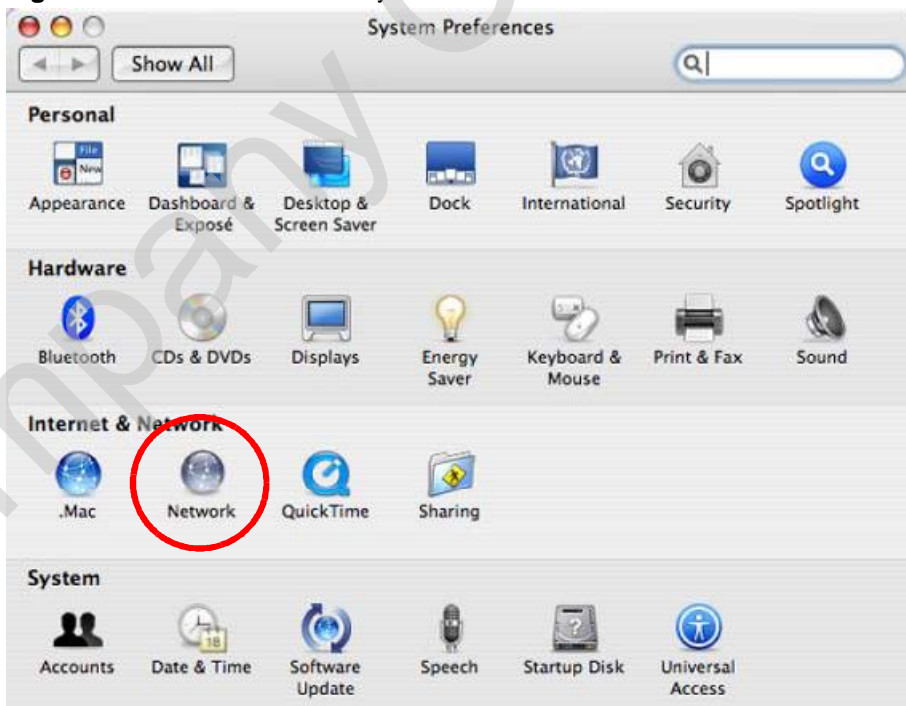 System Preferences
Show All
Personal
File
New
Appearance
Dashboard & Exposé
Desktop & Screen Saver
Dock
International
Security
Spotlight
Hardware
Bluetooth
CDs & DVDs
Displays
Energy Saver
Keyboard & Mouse
Print & Fax
Sound
Internet & Network
.Mac
Network
QuickTime
Sharing
System
18
?
Accounts
Date & Time
Software Update
Speech
Startup Disk
Universal Access